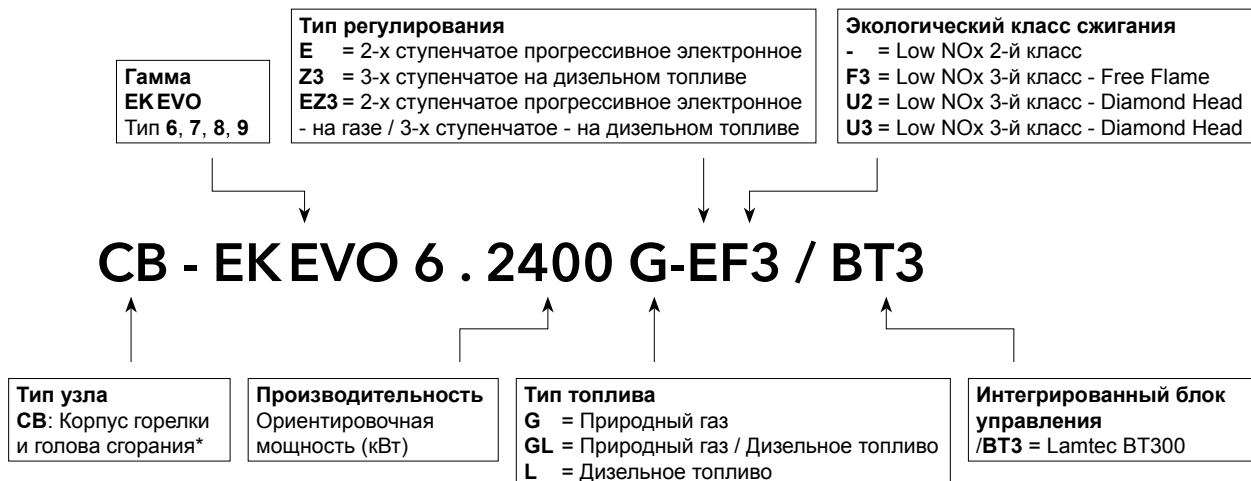 Тип регулирования
E = 2-х ступенчатое прогрессивное электронное
Z3 = 3-х ступенчатое на дизельном топливе
EZ3 = 2-х ступенчатое прогрессивное электронное
- на газе / 3-х ступенчатое - на дизельном топливе
Экологический класс сжигания
- = Low NOx 2-й класс
F3 = Low NOx 3-й класс - Free Flame
U2 = Low NOx 3-й класс - Diamond Head
U3 = Low NOx 3-й класс - Diamond Head
Гамма
EK EVO
Тип 6, 7, 8, 9
CB - EK EVO 6 . 2400 G-EF3 / BT3
Тип узла
CB: Корпус горелки
и голова сгорания*
Производительность
Ориентировочная
мощность (кВт)
Тип топлива
G = Природный газ
GL = Природный газ / Дизельное топливо
L = Дизельное топливо
Интегрированный блок
управления
/BT3 = Lamtec BT300